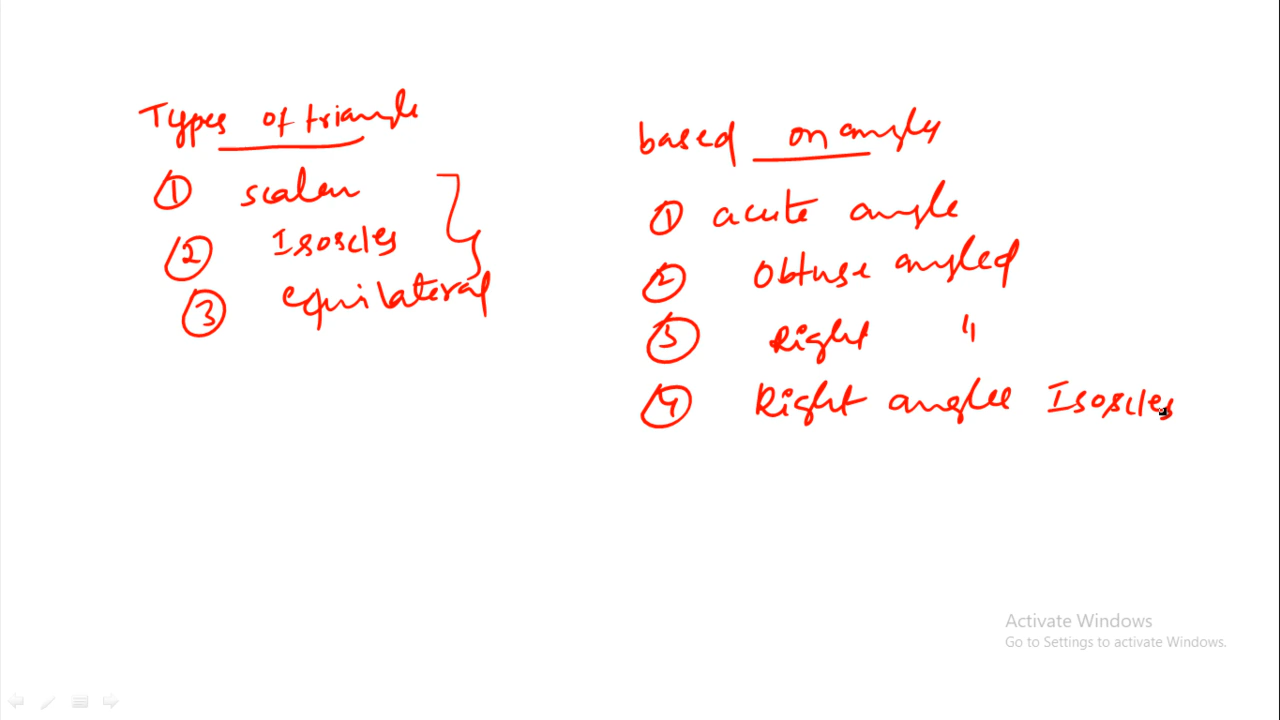 Types of triangle
① scalen
② Isoscles
③ equilateral
based on angles
① acute angle
② Obtuse angled
③ Right "
④ Right angle Isoscles
Activate Windows
Go to Settings to activate Windows.